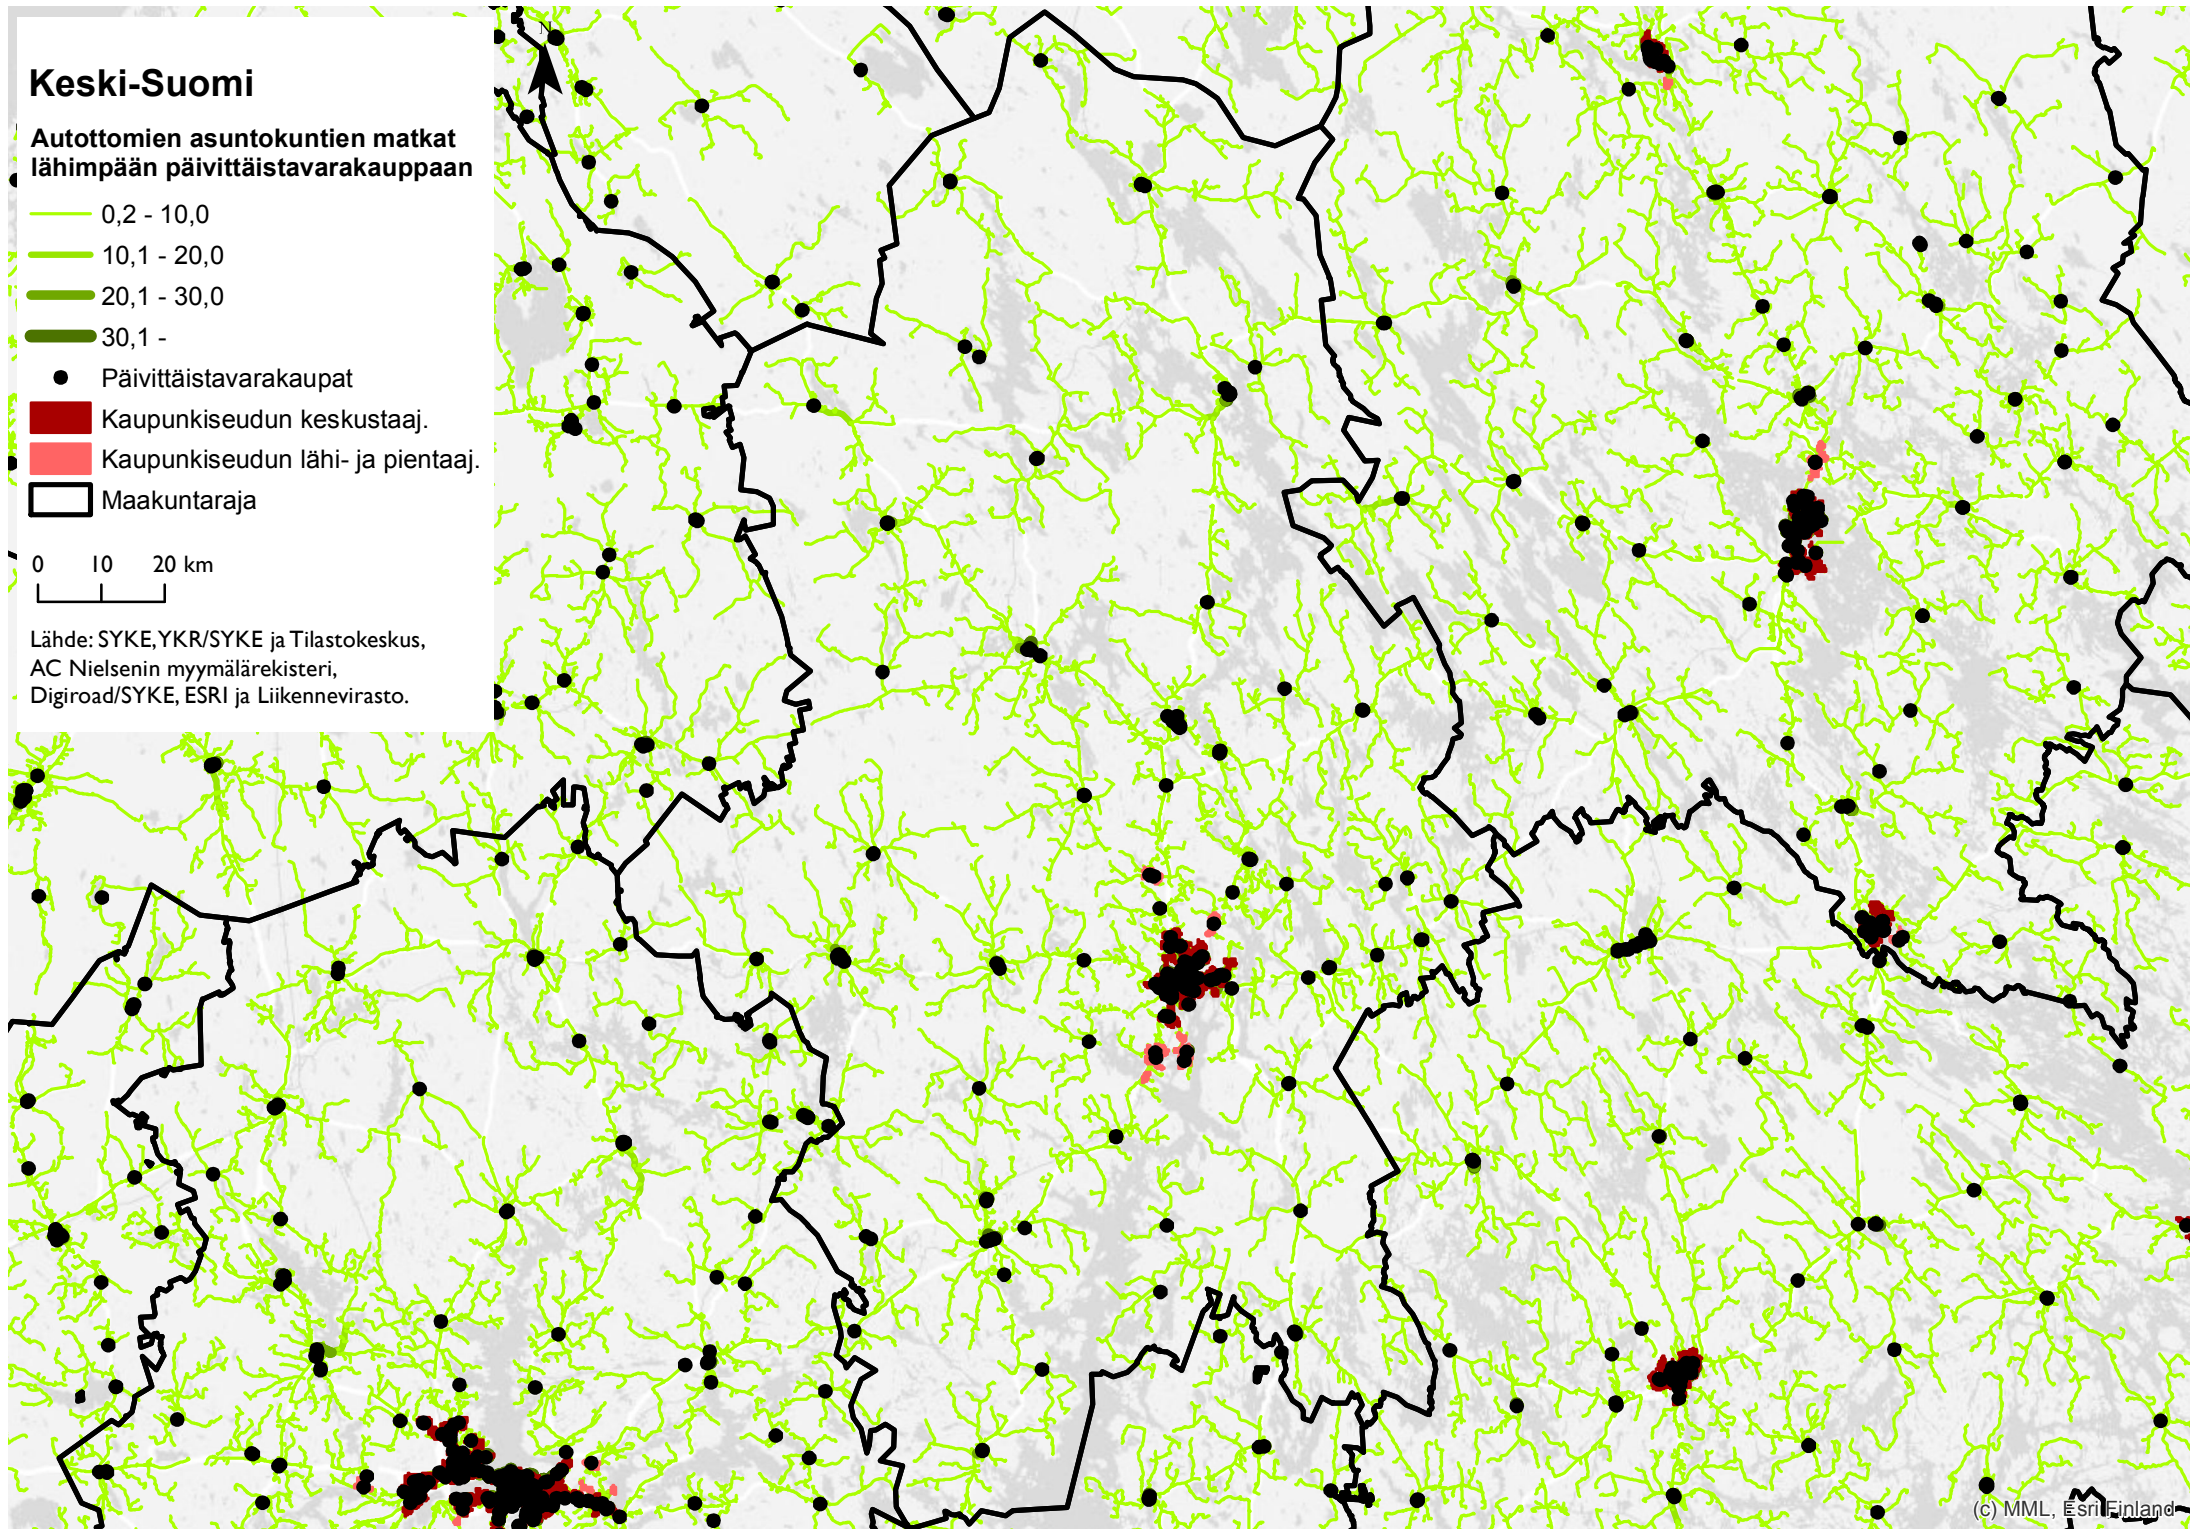 N
Keski-Suomi
Autottomien asuntokuntien matkat
lähimpään päivittäistavarakauppaan
0,2 - 10,0
10,1 - 20,0
20,1 - 30,0
30,1 -
Päivittäistavarakaupat
Kaupunkiseudun keskustaaj.
Kaupunkiseudun lähi- ja pientaaj.
Maakuntaraja
0 10 20 km
Lähde: SYKE, YKR/SYKE ja Tilastokeskus,
AC Nielsenin myymälärekisteri,
Digiroad/SYKE, ESRI ja Liikennevirasto.
(c) MML, Esri Finland